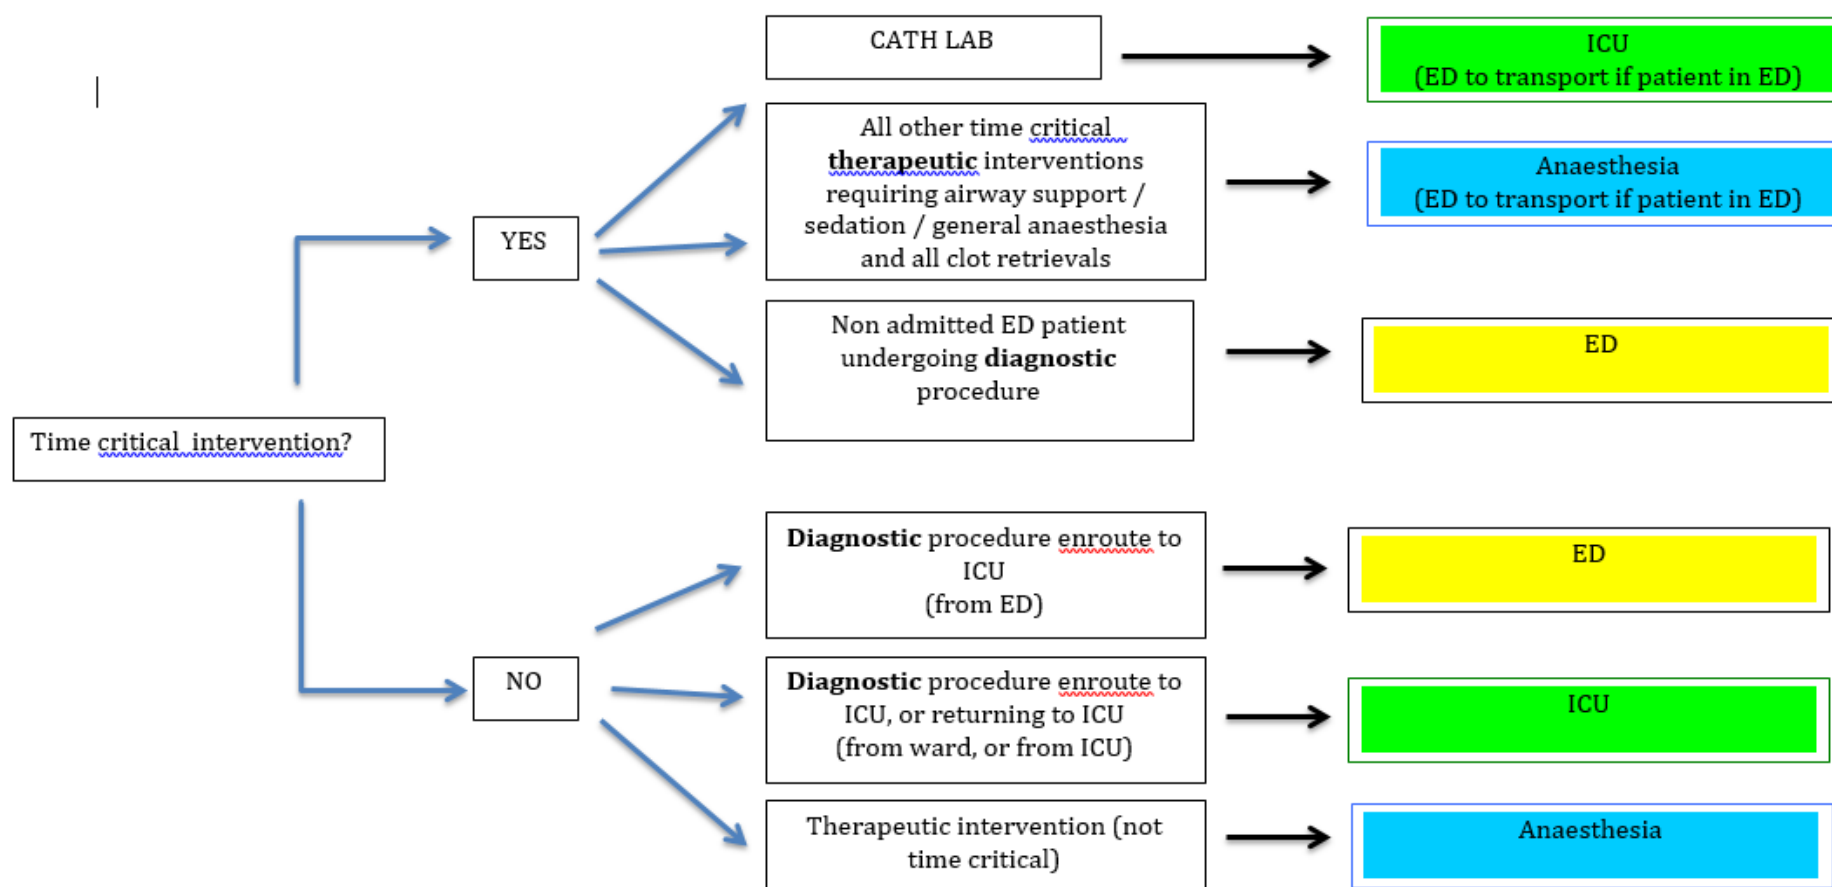 CATH LAB
ICU
(ED to transport if patient in ED)
All other time critical
therapeutic interventions
requiring airway support /
sedation / general anaesthesia
and all clot retrievals
Anaesthesia
(ED to transport if patient in ED)
YES
Non admitted ED patient
undergoing diagnostic
procedure
ED
Time critical intervention?
Diagnostic procedure enroute to
ICU
(from ED)
ED
NO
Diagnostic procedure enroute to
ICU, or returning to ICU
(from ward, or from ICU)
ICU
Therapeutic intervention (not
time critical)
Anaesthesia